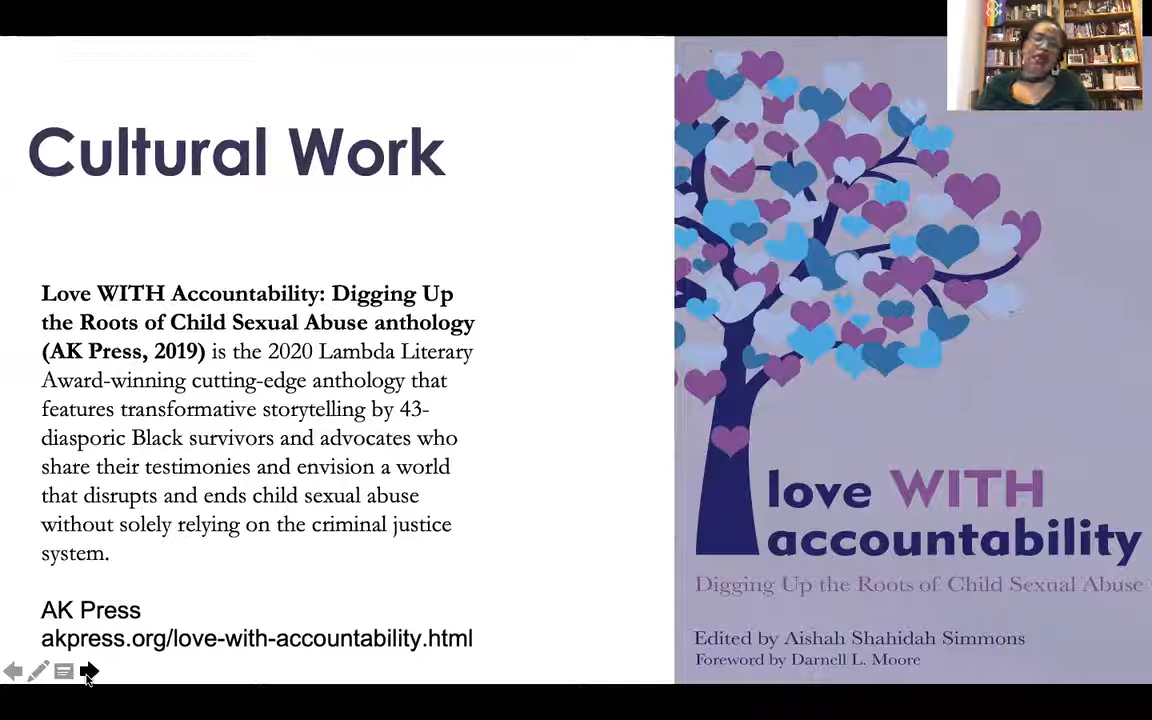 Cultural Work
Love WITH Accountability: Digging Up
the Roots of Child Sexual Abuse anthology
(AK Press, 2019) is the 2020 Lambda Literary
Award-winning cutting-edge anthology that
features transformative storytelling by 43-
diasporic Black survivors and advocates who
share their testimonies and envision a world
that disrupts and ends child sexual abuse
without solely relying on the criminal justice
system.
AK Press
akpress.org/love-with-accountability.html
love WITH
accountability
Digging Up the Roots of Child Sexual Abuse
Edited by Aishah Shahidah Simmons
Foreword by Darnell L. Moore